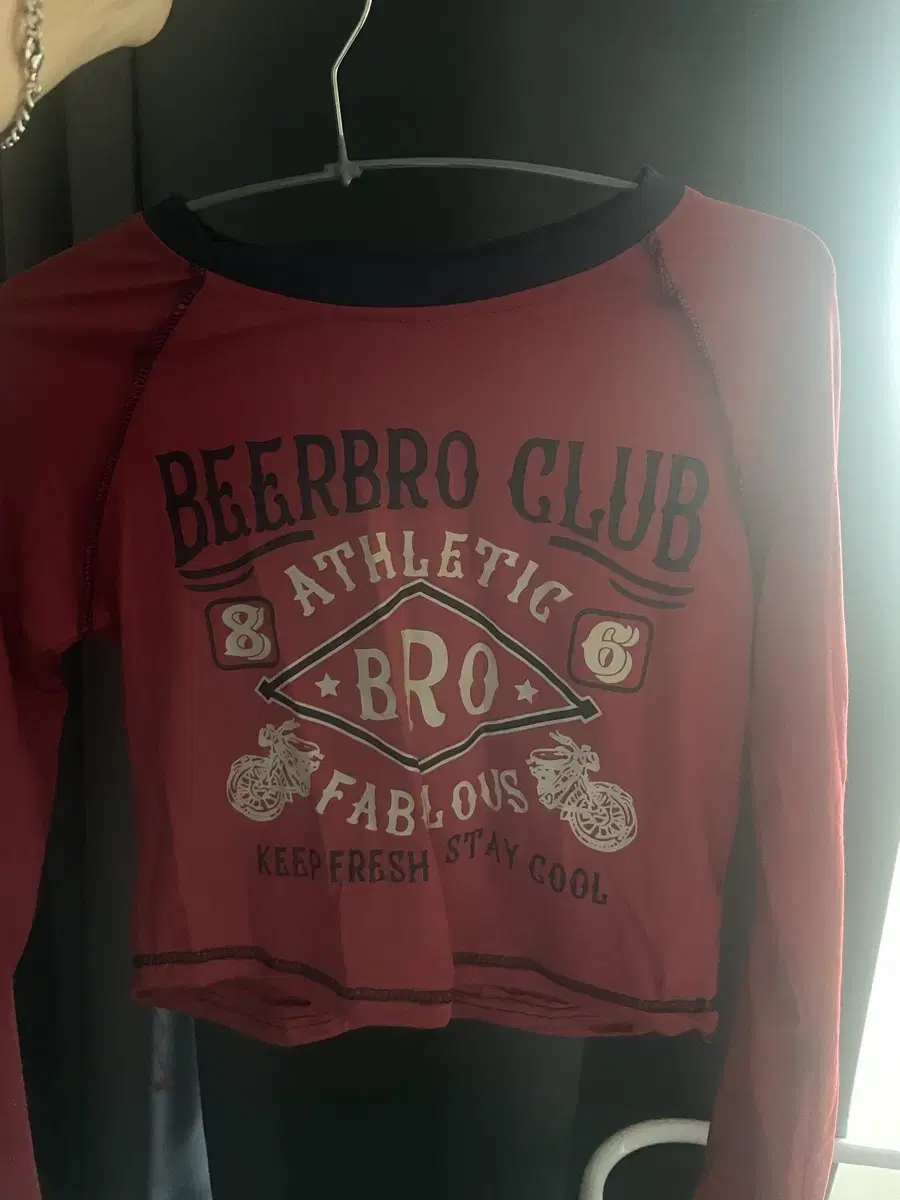 BEERBRO CLUB
ATHLETIC
8 6
BRO
FABLOUS
KEEP FRESH STAY COOL